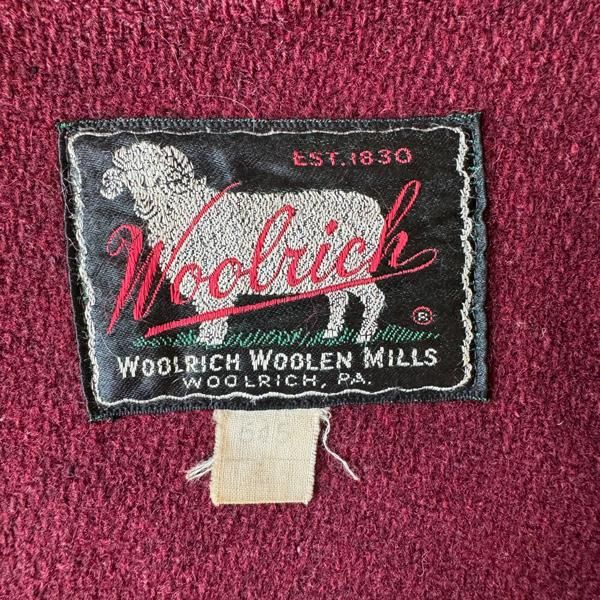 EST. 1830
Woolrich
®
WOOLRICH WOOLEN MILLS
WOOLRICH, PA.